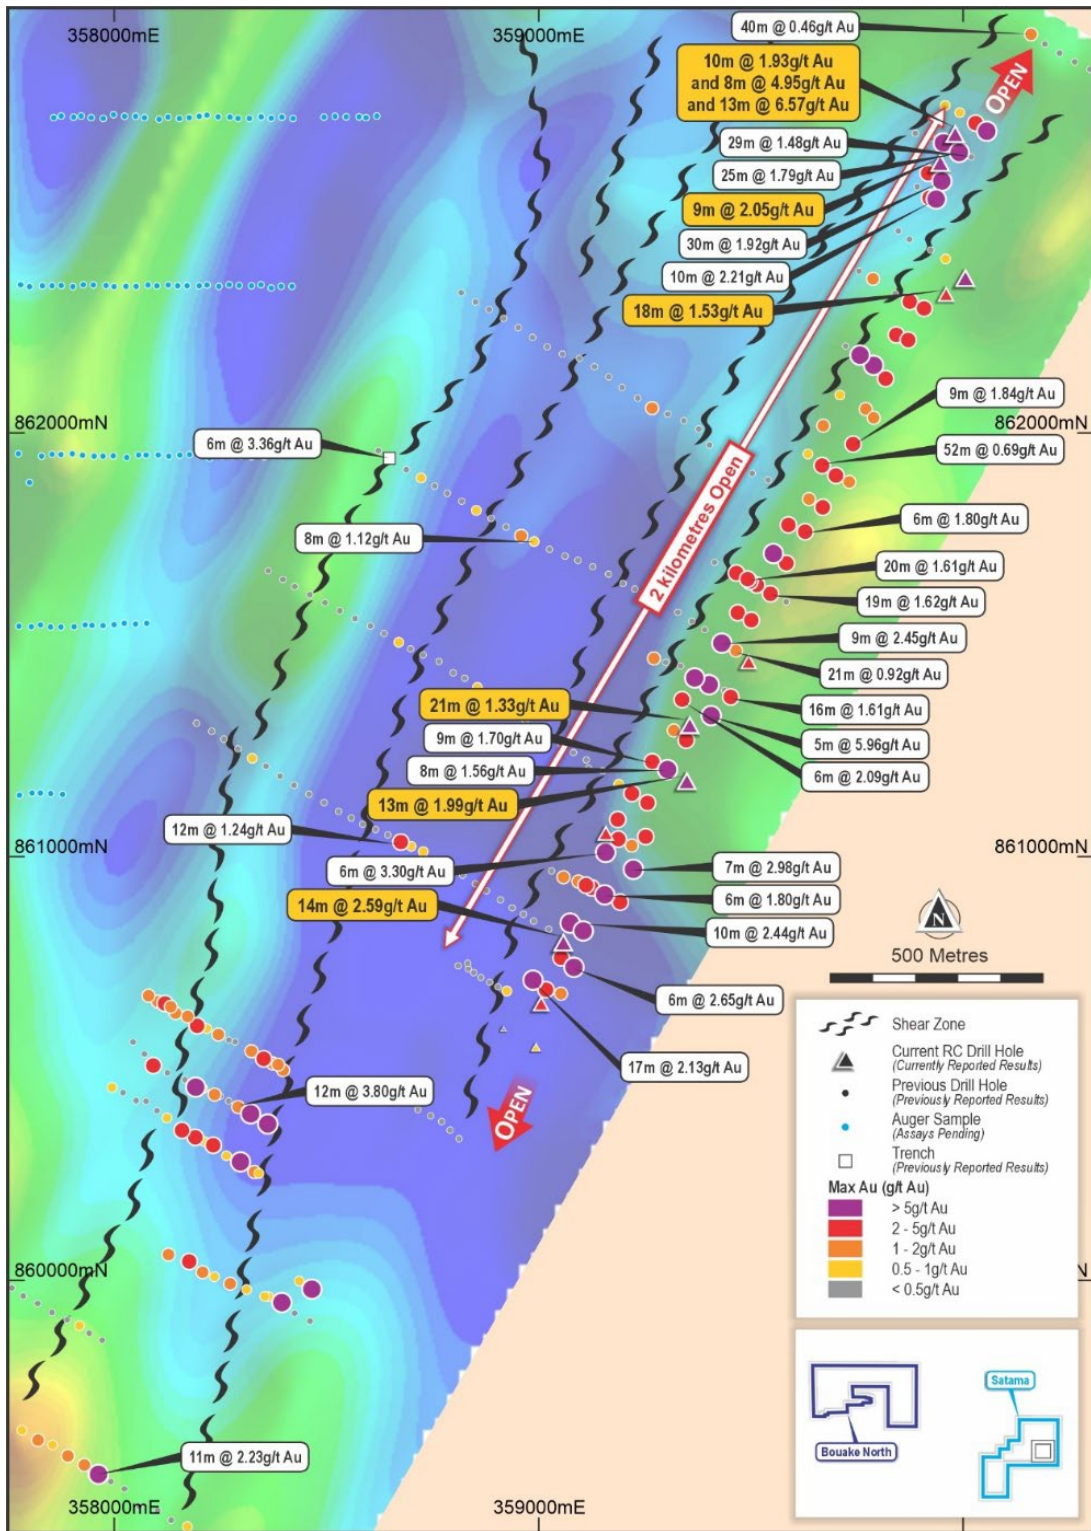 358000mE
359000mE
40m @ 0.46g/t Au
10m @ 1.93g/t Au
and 8m @ 4.95g/t Au
and 13m @ 6.57g/t Au
OPEN
29m @ 1.48g/t Au
25m @ 1.79g/t Au
9m @ 2.05g/t Au
30m @ 1.92g/t Au
10m @ 2.21g/t Au
18m @ 1.53g/t Au
9m @ 1.84g/t Au
862000mN
862000mN
6m @ 3.36g/t Au
52m @ 0.69g/t Au
2 kilometres Open
6m @ 1.80g/t Au
8m @ 1.12g/t Au
20m @ 1.61g/t Au
19m @ 1.62g/t Au
9m @ 2.45g/t Au
21m @ 0.92g/t Au
21m @ 1.33g/t Au
16m @ 1.61g/t Au
9m @ 1.70g/t Au
5m @ 5.96g/t Au
8m @ 1.56g/t Au
6m @ 2.09g/t Au
13m @ 1.99g/t Au
12m @ 1.24g/t Au
861000mN
861000mN
6m @ 3.30g/t Au
7m @ 2.98g/t Au
14m @ 2.59g/t Au
6m @ 1.80g/t Au
10m @ 2.44g/t Au
N
500 Metres
6m @ 2.65g/t Au
17m @ 2.13g/t Au
12m @ 3.80g/t Au
OPEN
Shear Zone
Current RC Drill Hole
(Currently Reported Results)
Previous Drill Hole
(Previously Reported Results)
Auger Sample
(Assays Pending)
Trench
(Previously Reported Results)
Max Au (g/t Au)
> 5g/t Au
2 - 5g/t Au
1 - 2g/t Au
0.5 - 1g/t Au
< 0.5g/t Au
860000mN
N
Satama
Bouake North
11m @ 2.23g/t Au
358000mE
359000mE